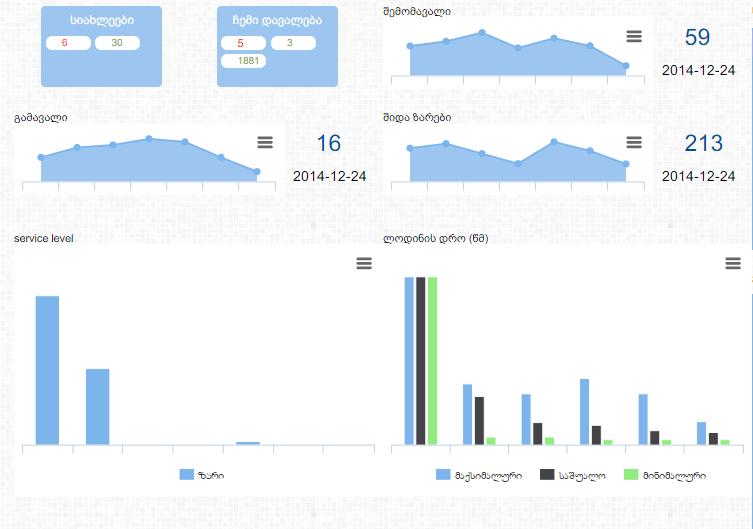 სიახლეები
6 30
ჩემი დავალება
5 3
1881
შემომავალი
59
2014-12-24
გამავალი
16
2014-12-24
შიდა ზარები
213
2014-12-24
service level
ზარი
ლოდინის დრო (წმ)
მაქსიმალური საშუალო მინიმალური